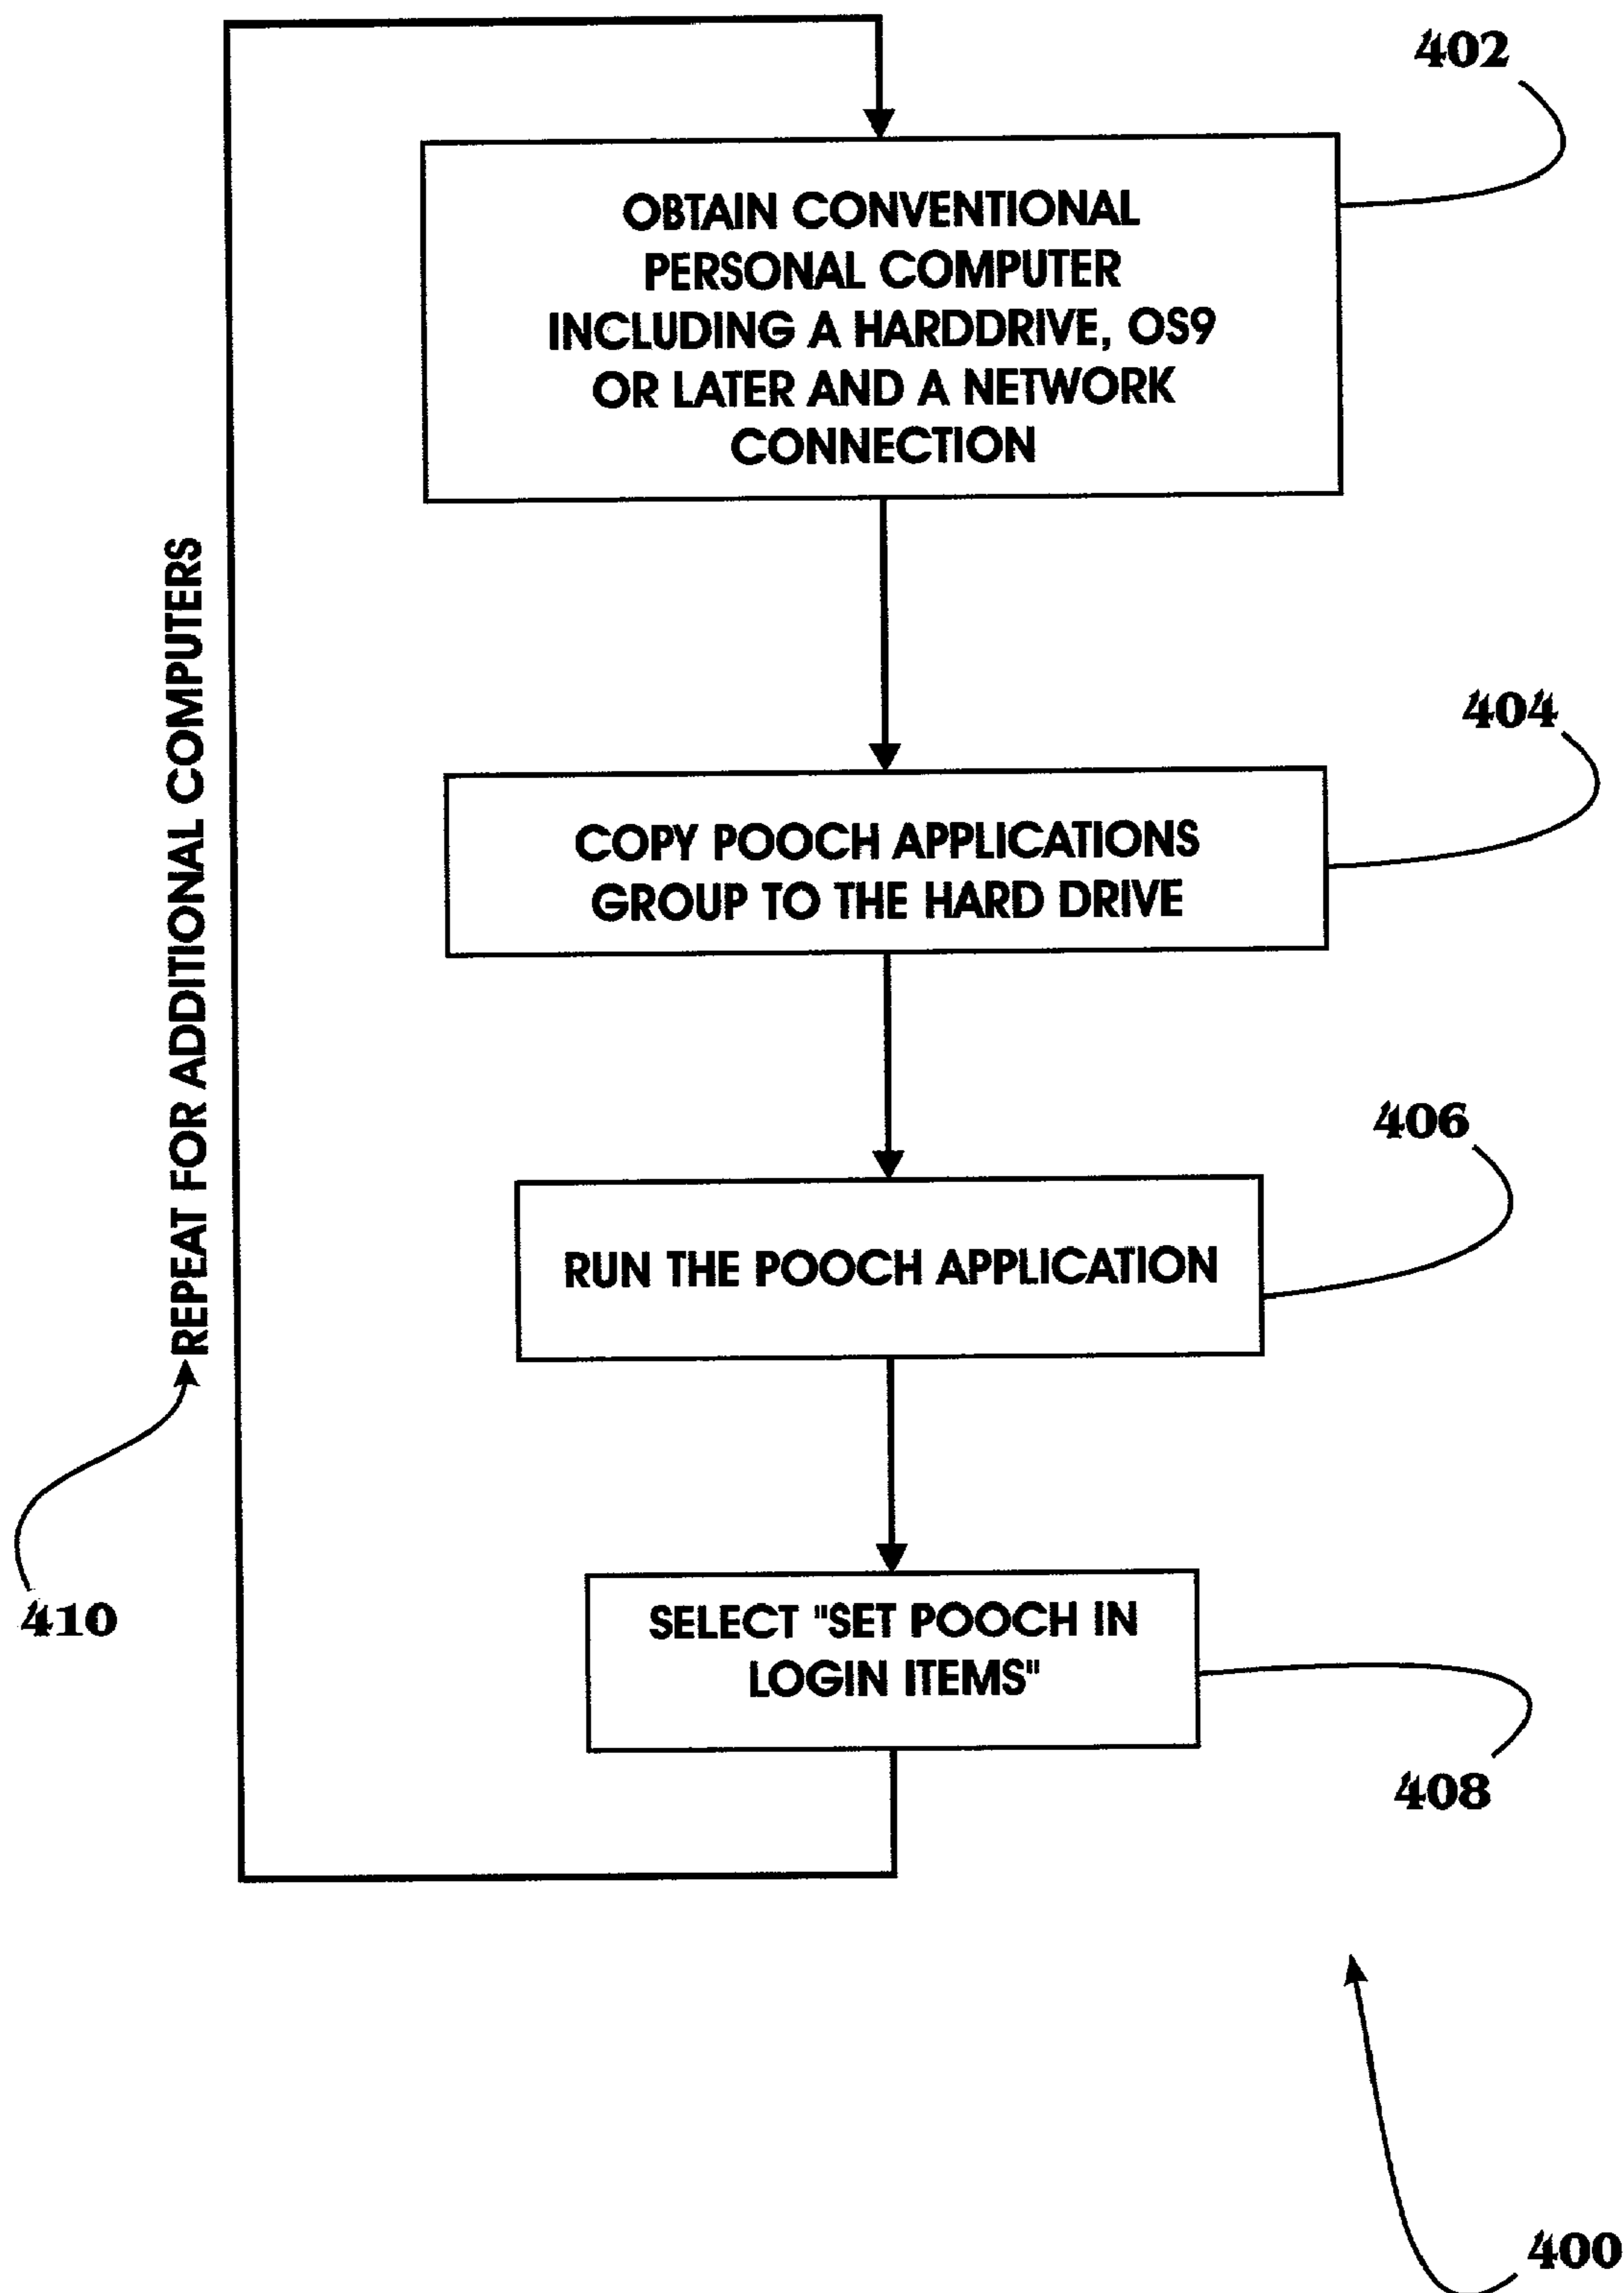 402
OBTAIN CONVENTIONAL
PERSONAL COMPUTER
INCLUDING A HARDDRIVE, OS9
OR LATER AND A NETWORK
CONNECTION
404
COPY POOCH APPLICATIONS
GROUP TO THE HARD DRIVE
406
RUN THE POOCH APPLICATION
SELECT "SET POOCH IN
LOGIN ITEMS"
408
REPEAT FOR ADDITIONAL COMPUTERS
410
400